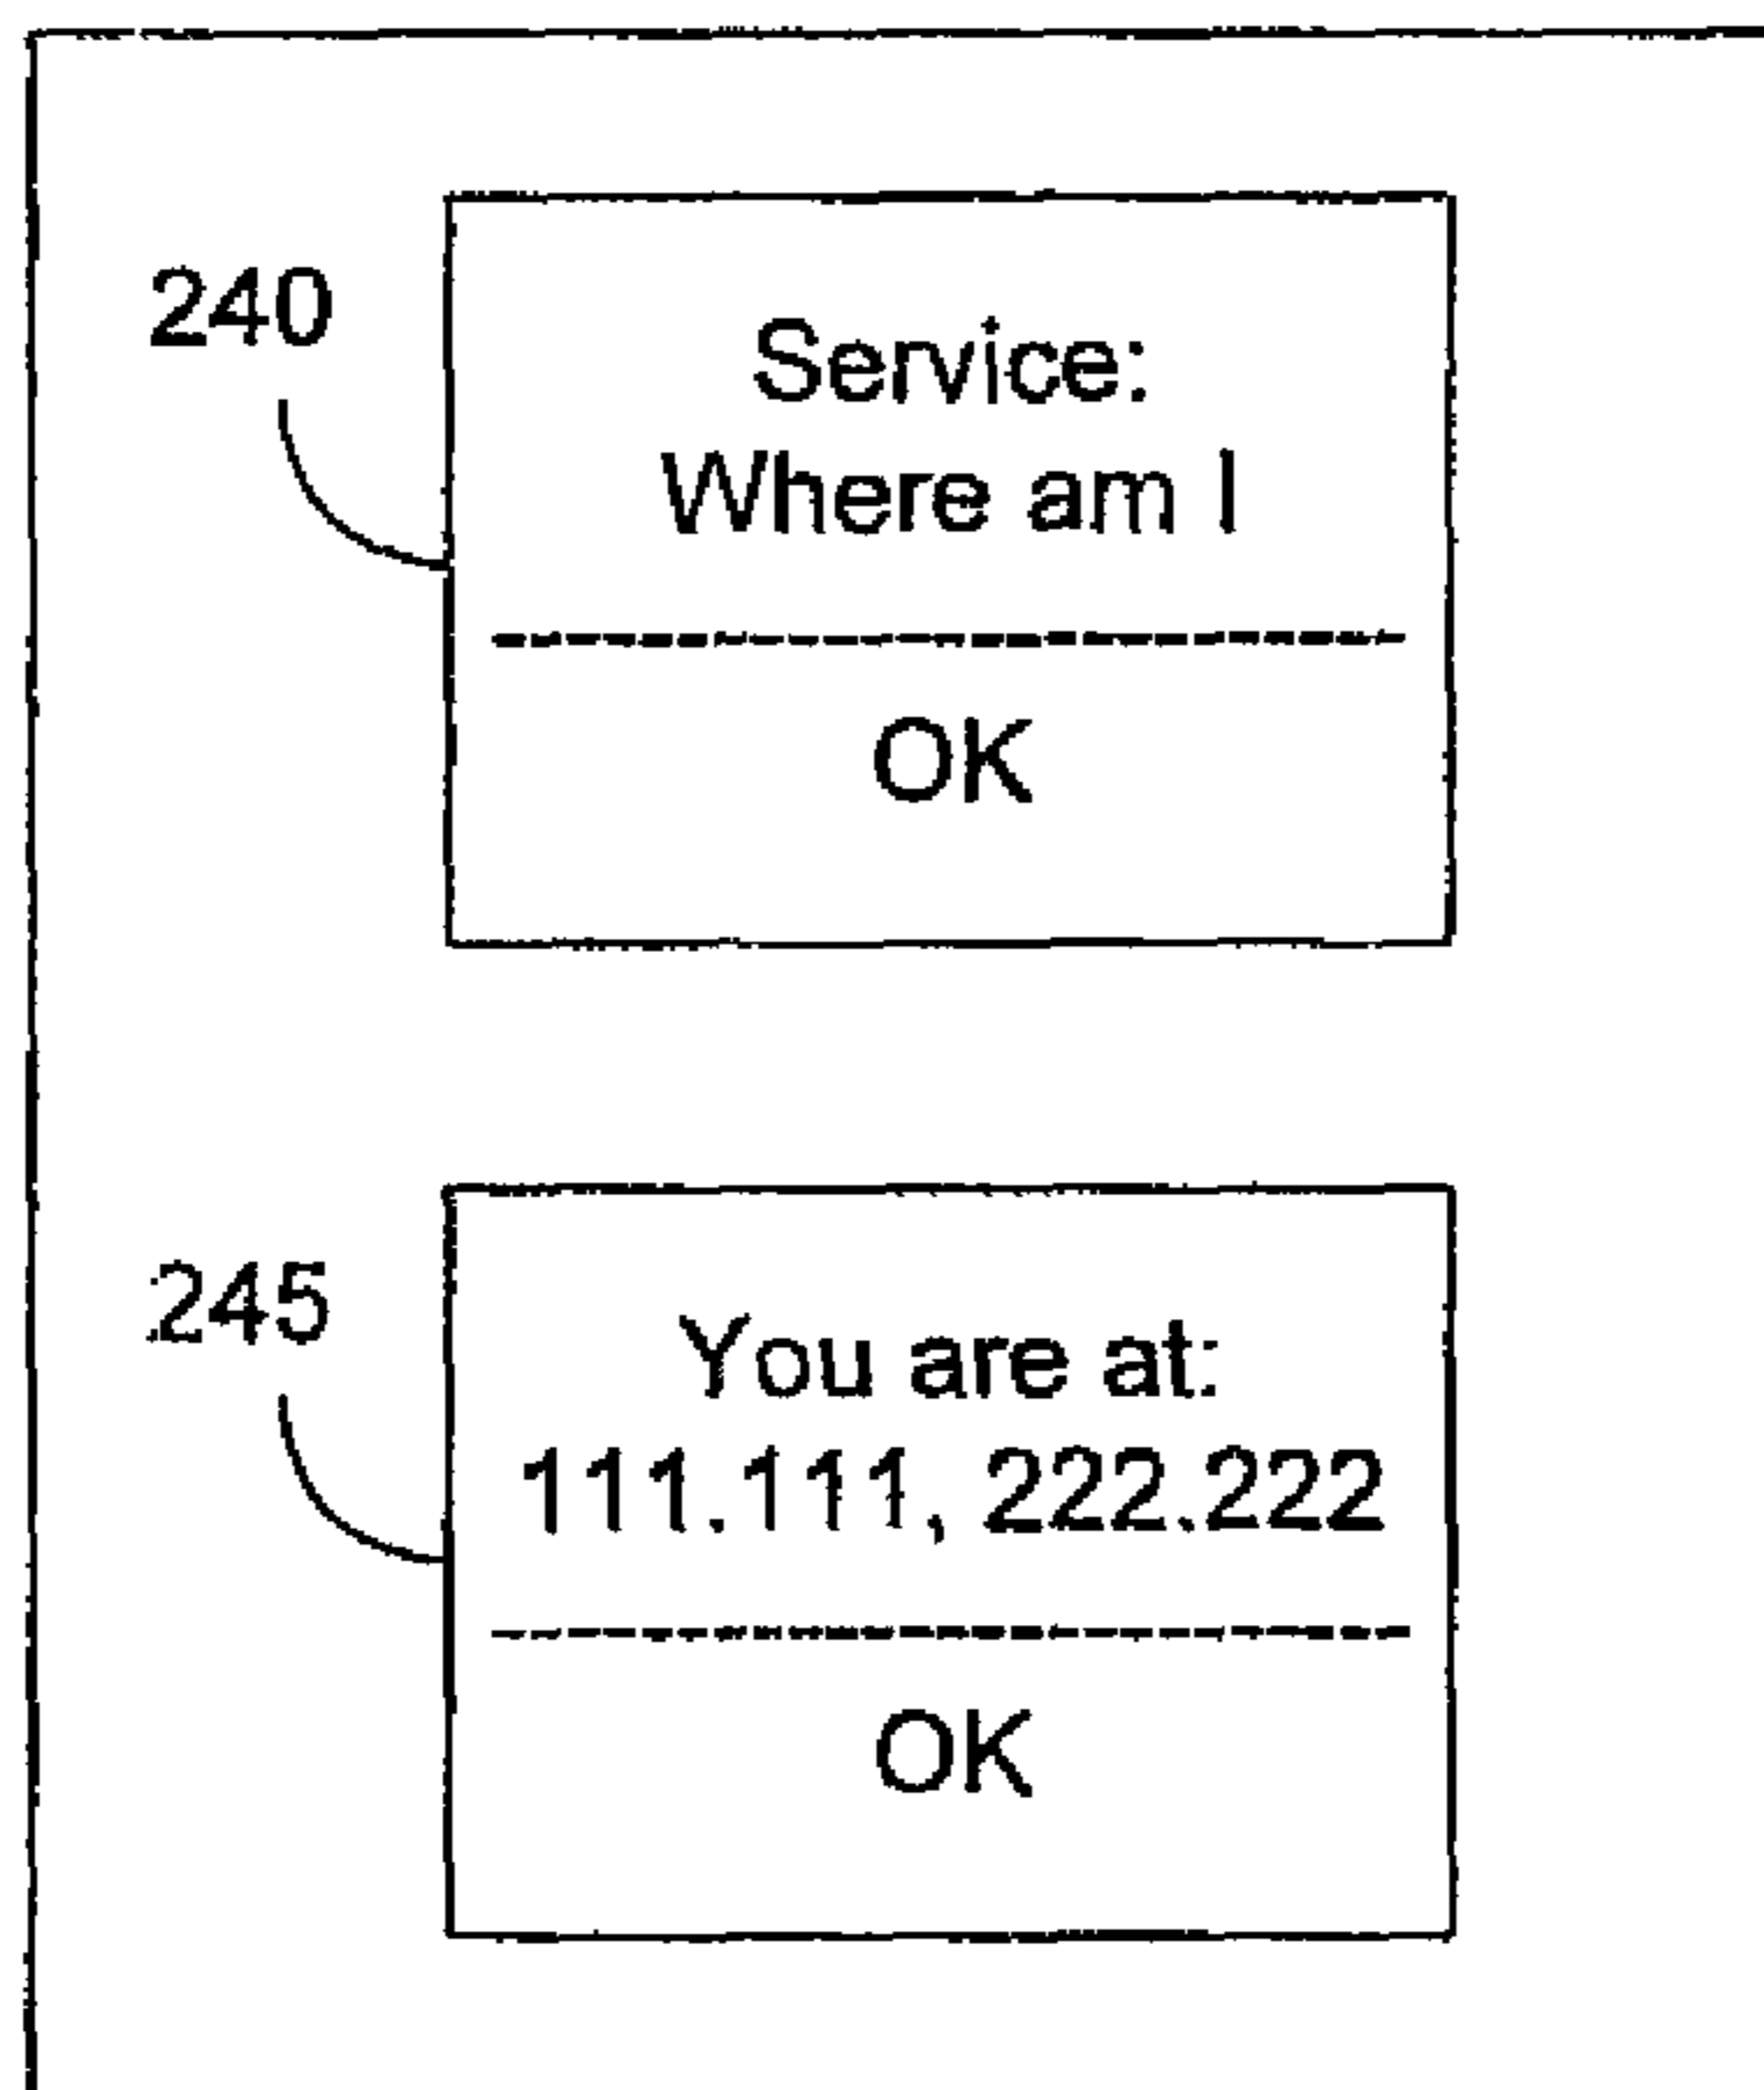 240
Service:
Where am I
OK
245
You are at:
111.111, 222.222
OK